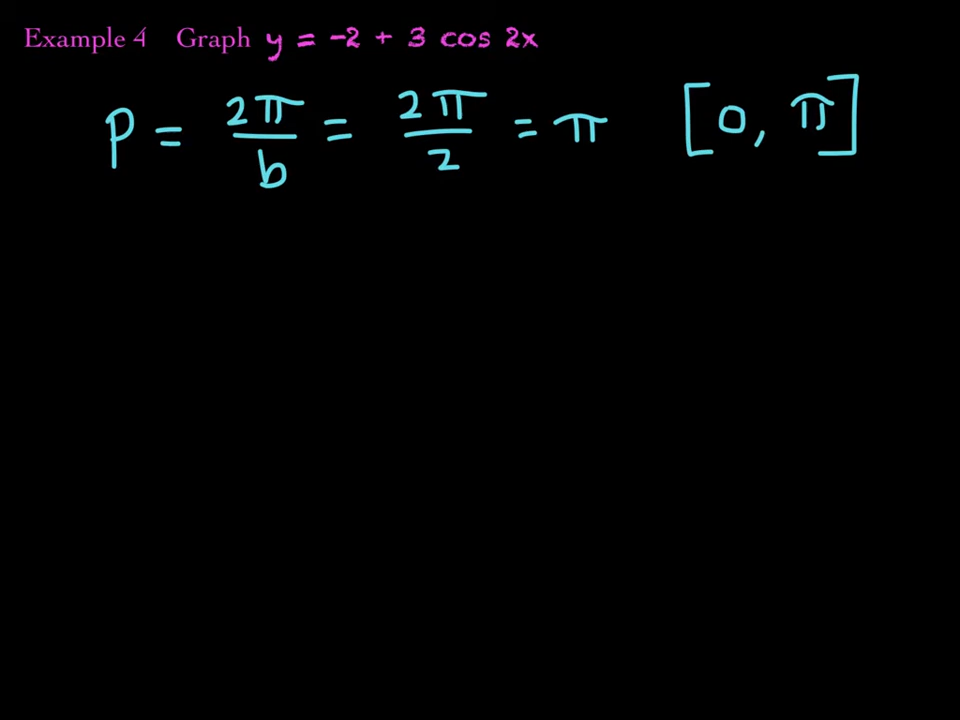 Example 4 Graph y = -2 + 3 cos 2x
P = 2π/b = 2π/2 = π [0, π]